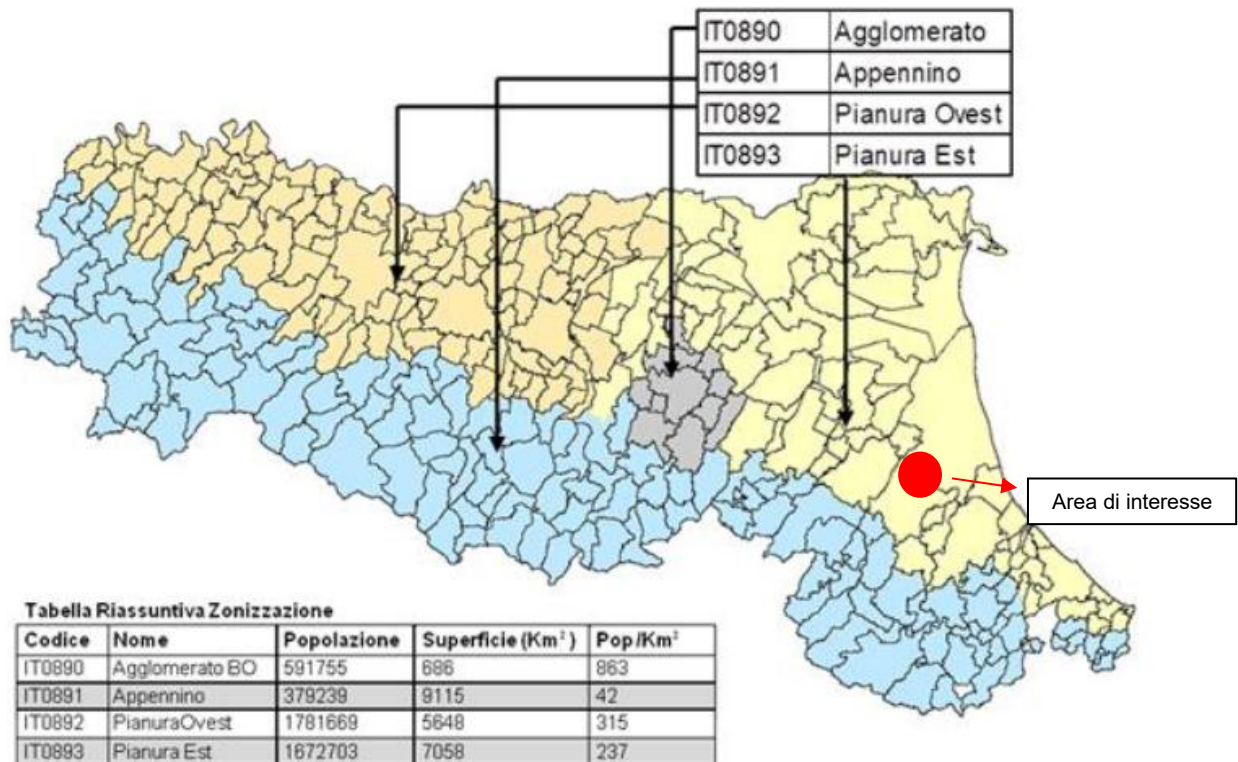 IT0890 Agglomerato
IT0891 Appennino
IT0892 Pianura Ovest
IT0893 Pianura Est
Area di interesse
Tabella Riassuntiva Zonizzazione
Codice Nome Popolazione Superficie (Km²) Pop/Km²
IT0890 Agglomerato BO 591755 686 863
IT0891 Appennino 379239 9115 42
IT0892 PianuraOvest 1781669 5648 315
IT0893 Pianura Est 1672703 7058 237